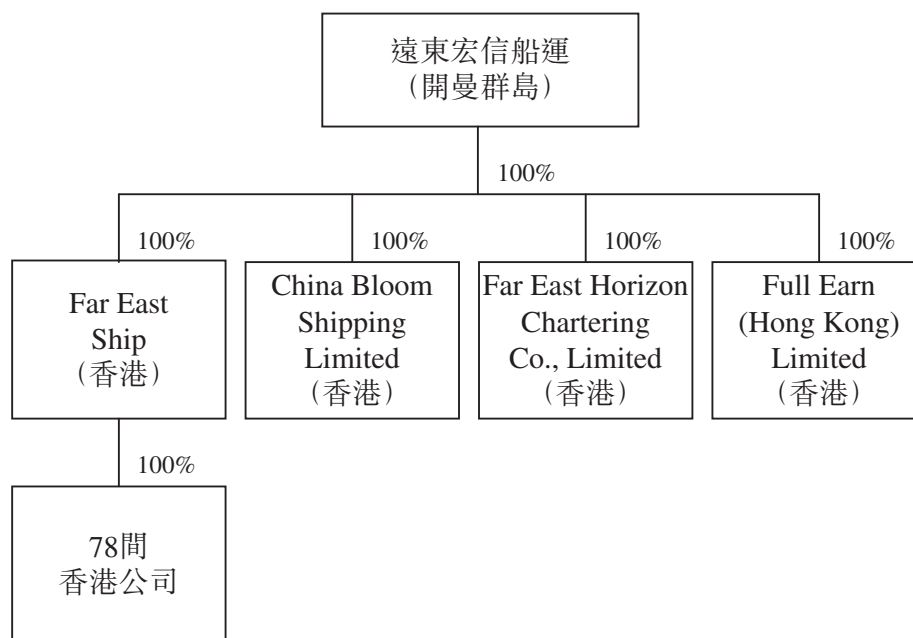 遠東宏信船運
（開曼群島）
100%
100%
100%
100%
100%
Far East
Ship
（香港）
China Bloom
Shipping
Limited
（香港）
Far East Horizon
Chartering
Co., Limited
（香港）
Full Earn
(Hong Kong)
Limited
（香港）
100%
78間
香港公司